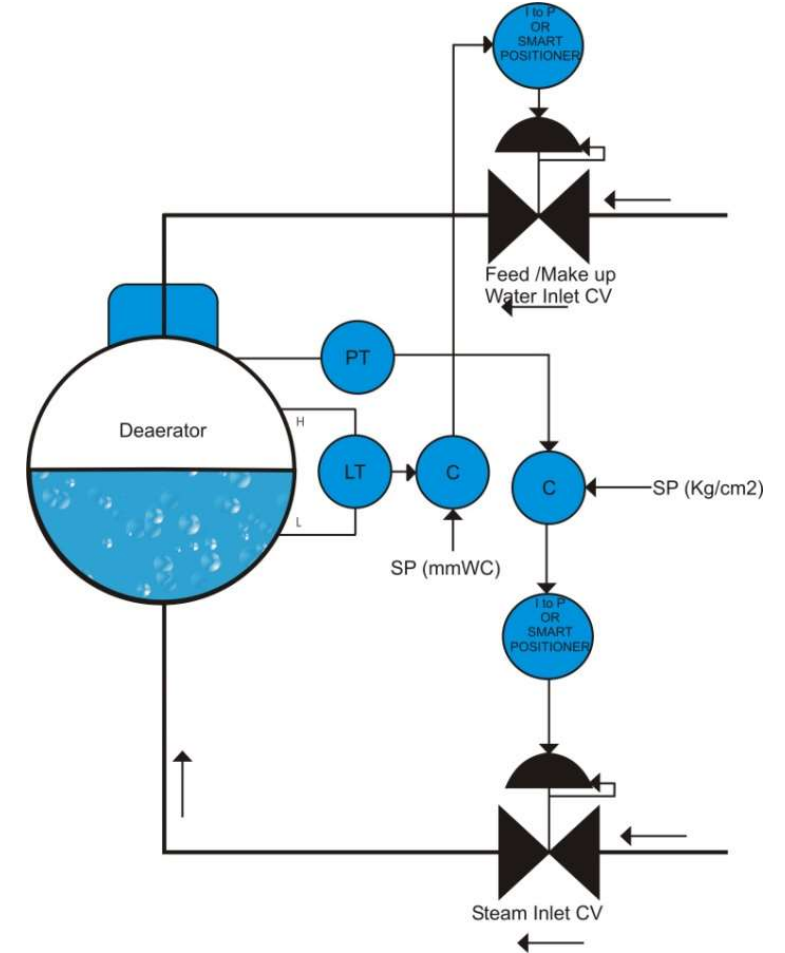 I to P
OR
SMART
POSITIONER
Feed /Make up
Water Inlet CV
PT
Deaerator
H
LT
C
C
SP (Kg/cm2)
L
SP (mmWC)
I to P
OR
SMART
POSITIONER
Steam Inlet CV